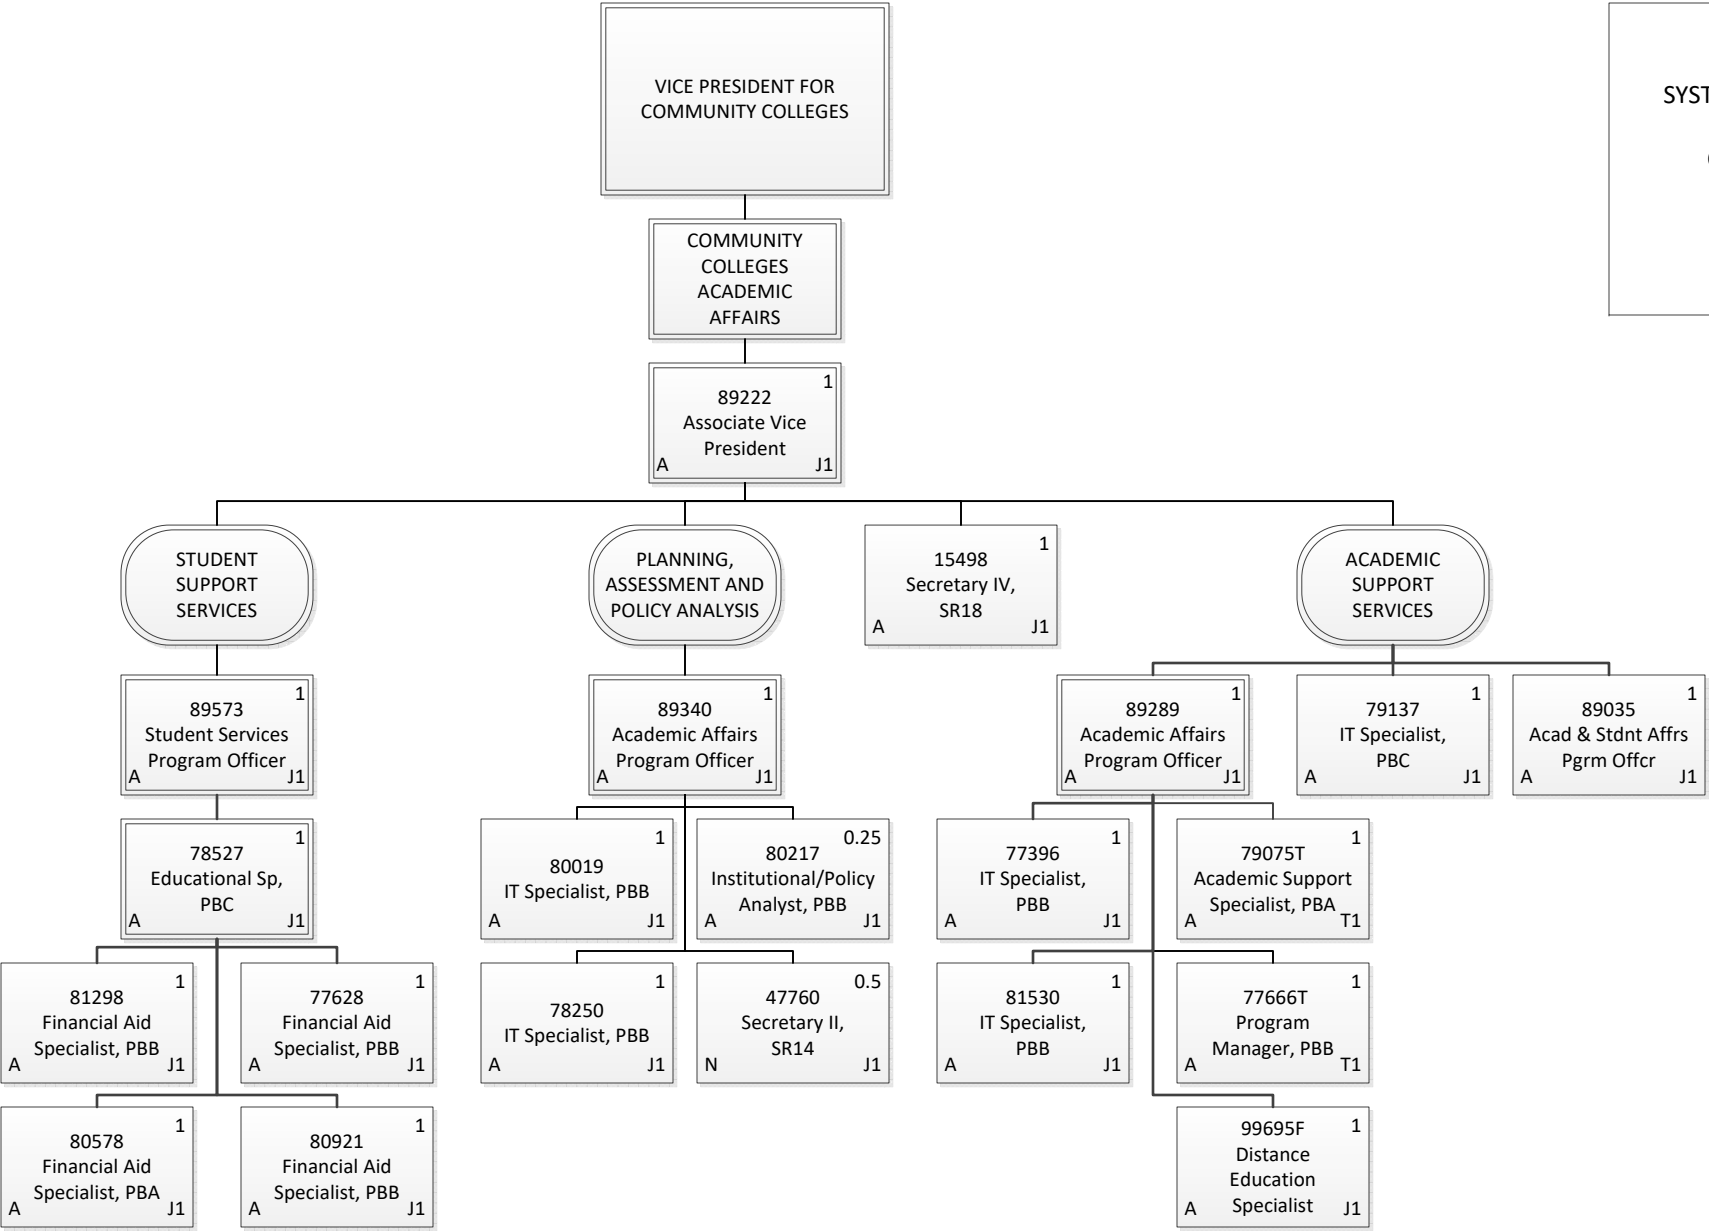 VICE PRESIDENT FOR
COMMUNITY COLLEGES
COMMUNITY
COLLEGES
ACADEMIC
AFFAIRS
1
89222
Associate Vice
President
A J1
STUDENT
SUPPORT
SERVICES
PLANNING,
ASSESSMENT AND
POLICY ANALYSIS
1
15498
Secretary IV,
SR18
A J1
ACADEMIC
SUPPORT
SERVICES
1
89573
Student Services
Program Officer
A J1
1
89340
Academic Affairs
Program Officer
A J1
1
89289
Academic Affairs
Program Officer
A J1
1
79137
IT Specialist,
PBC
A J1
1
89035
Acad & Stdnt Affrs
Pgrm Offcr
A J1
1
78527
Educational Sp,
PBC
A J1
1
80019
IT Specialist, PBB
A J1
0.25
80217
Institutional/Policy
Analyst, PBB
A J1
1
77396
IT Specialist,
PBB
A J1
1
79075T
Academic Support
Specialist, PBA
A T1
1
81298
Financial Aid
Specialist, PBB
A J1
1
77628
Financial Aid
Specialist, PBB
A J1
1
78250
IT Specialist, PBB
A J1
0.5
47760
Secretary II,
SR14
N J1
1
81530
IT Specialist,
PBB
A J1
1
77666T
Program
Manager, PBB
A T1
1
80578
Financial Aid
Specialist, PBA
A J1
1
80921
Financial Aid
Specialist, PBB
A J1
1
99695F
Distance
Education
Specialist
A J1
SYST